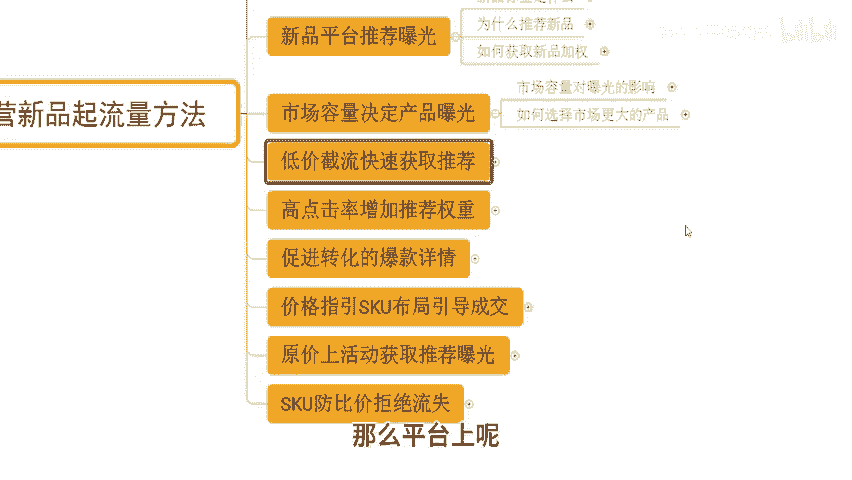 新品平台推荐曝光
为什么推荐新品
如何获取新品加权
营新品起流量方法
市场容量决定产品曝光
市场容量对曝光的影响
如何选择市场更大的产品
低价截流快速获取推荐
高点击率增加推荐权重
促进转化的爆款详情
价格指引SKU布局引导成交
原价上活动获取推荐曝光
SKU防比价拒绝流失
那么平台上呢